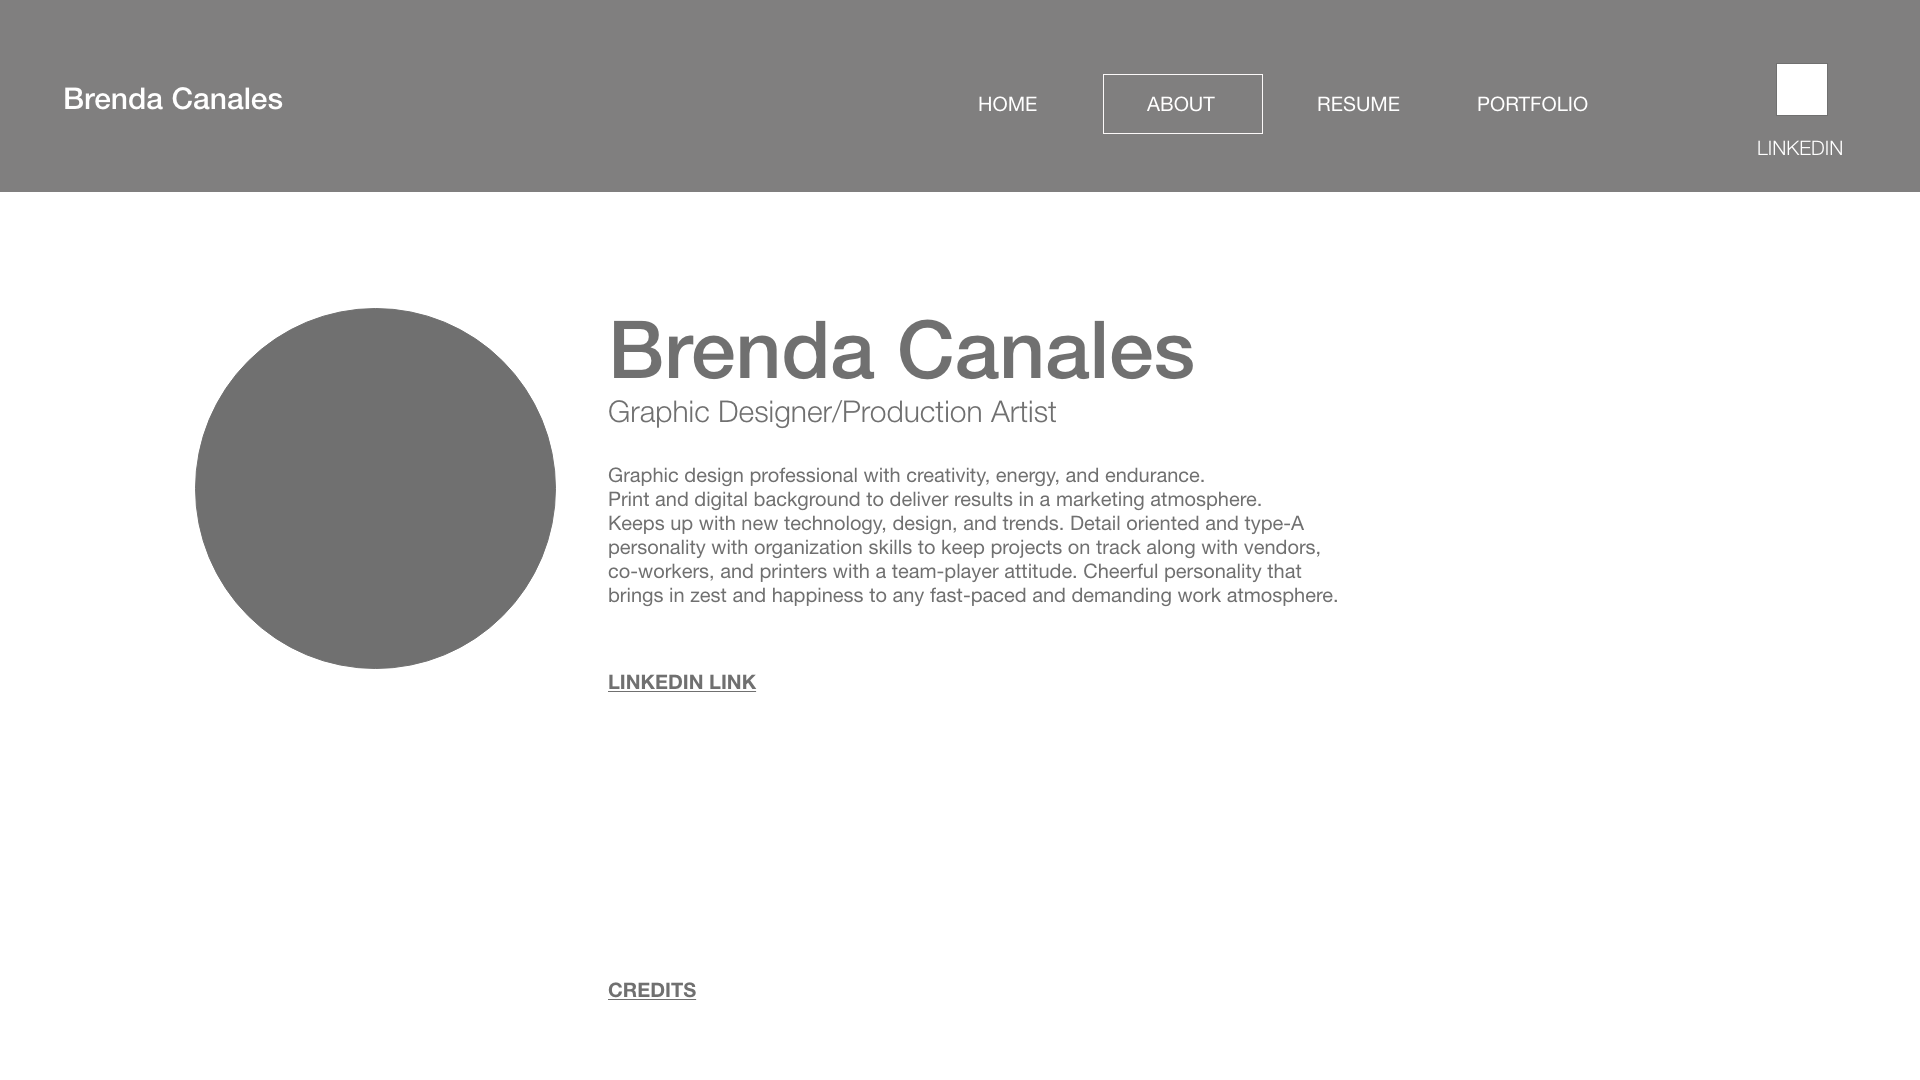 Brenda Canales
HOME
ABOUT
RESUME
PORTFOLIO
LINKEDIN
Brenda Canales
Graphic Designer/Production Artist
Graphic design professional with creativity, energy, and endurance.
Print and digital background to deliver results in a marketing atmosphere.
Keeps up with new technology, design, and trends. Detail oriented and type-A
personality with organization skills to keep projects on track along with vendors,
co-workers, and printers with a team-player attitude. Cheerful personality that
brings in zest and happiness to any fast-paced and demanding work atmosphere.
LINKEDIN LINK
CREDITS